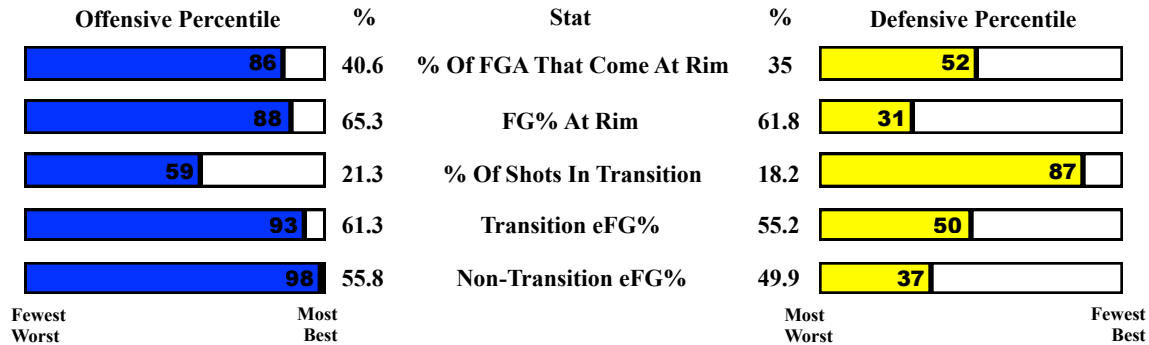 Offensive Percentile % Stat % Defensive Percentile
86 40.6 % Of FGA That Come At Rim 35 52
88 65.3 FG% At Rim 61.8 31
59 21.3 % Of Shots In Transition 18.2 87
93 61.3 Transition eFG% 55.2 50
98 55.8 Non-Transition eFG% 49.9 37
Fewest Most Most Fewest
Worst Best Worst Best